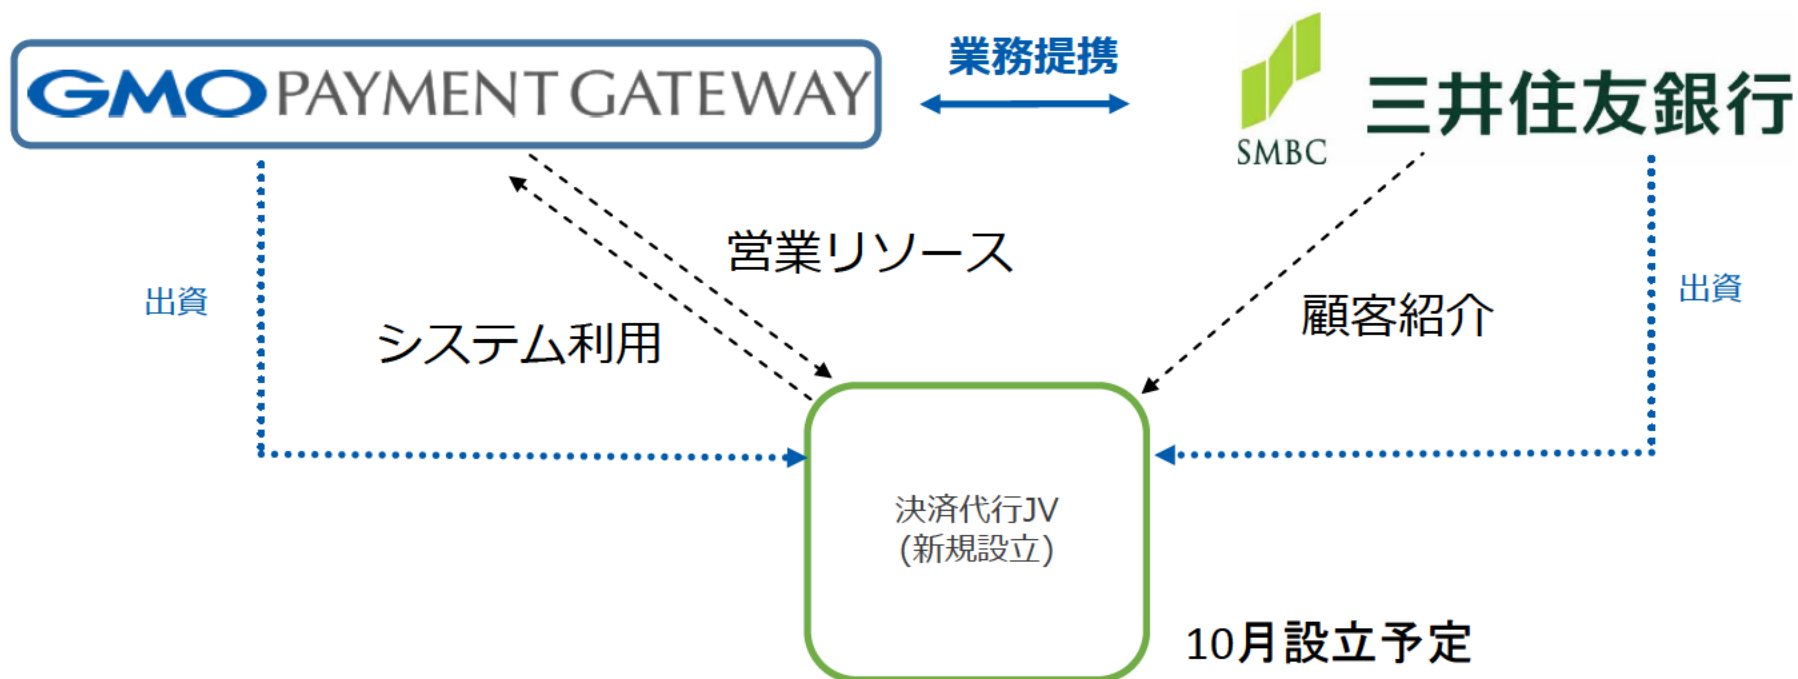 GMO PAYMENT GATEWAY
業務提携
SMBC
三井住友銀行
営業リソース
出資
システム利用
顧客紹介
出資
決済代行JV
(新規設立)
10月設立予定